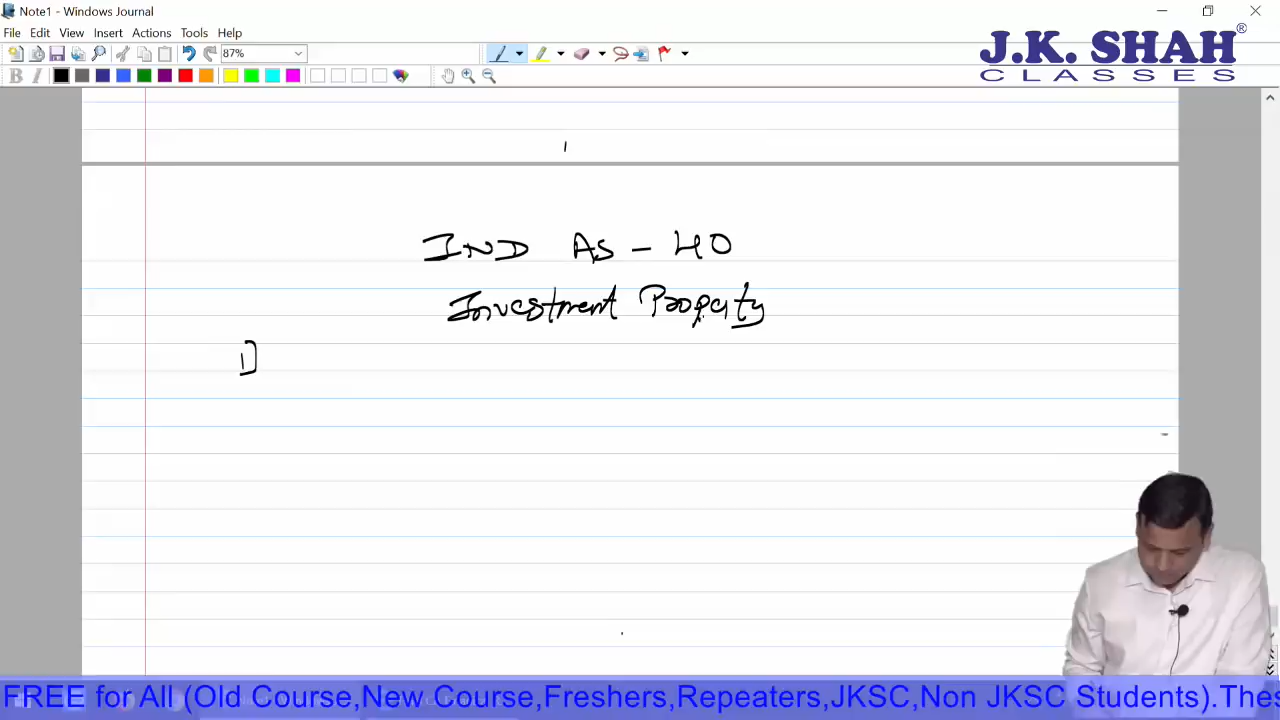 Note1 - Windows Journal
File Edit View Insert Actions Tools Help
87%
B I
J.K. SHAH®
CLASSES
IND AS - 40
Investment Property
1]
FREE for All (Old Course,New Course,Freshers,Repeaters,JKSC,Non JKSC Students).Thes